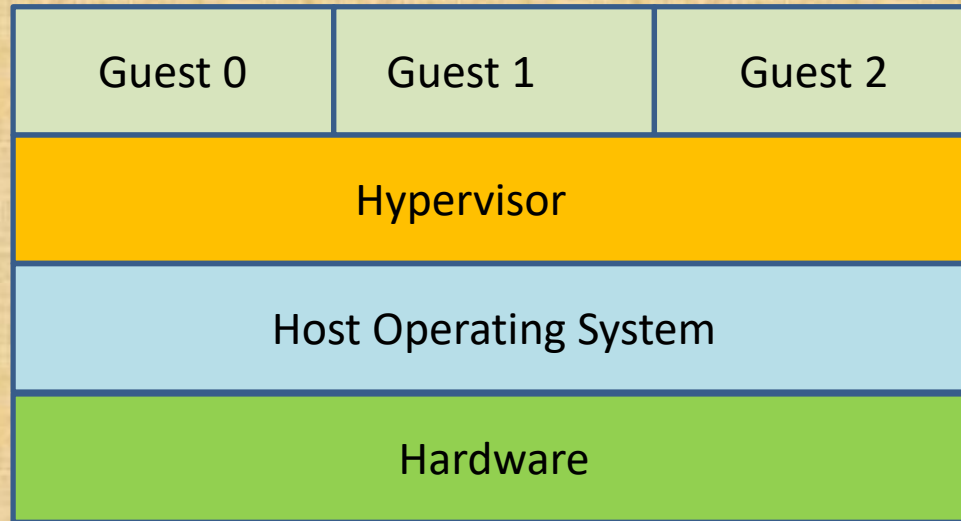 Guest 0
Guest 1
Guest 2
Hypervisor
Host Operating System
Hardware